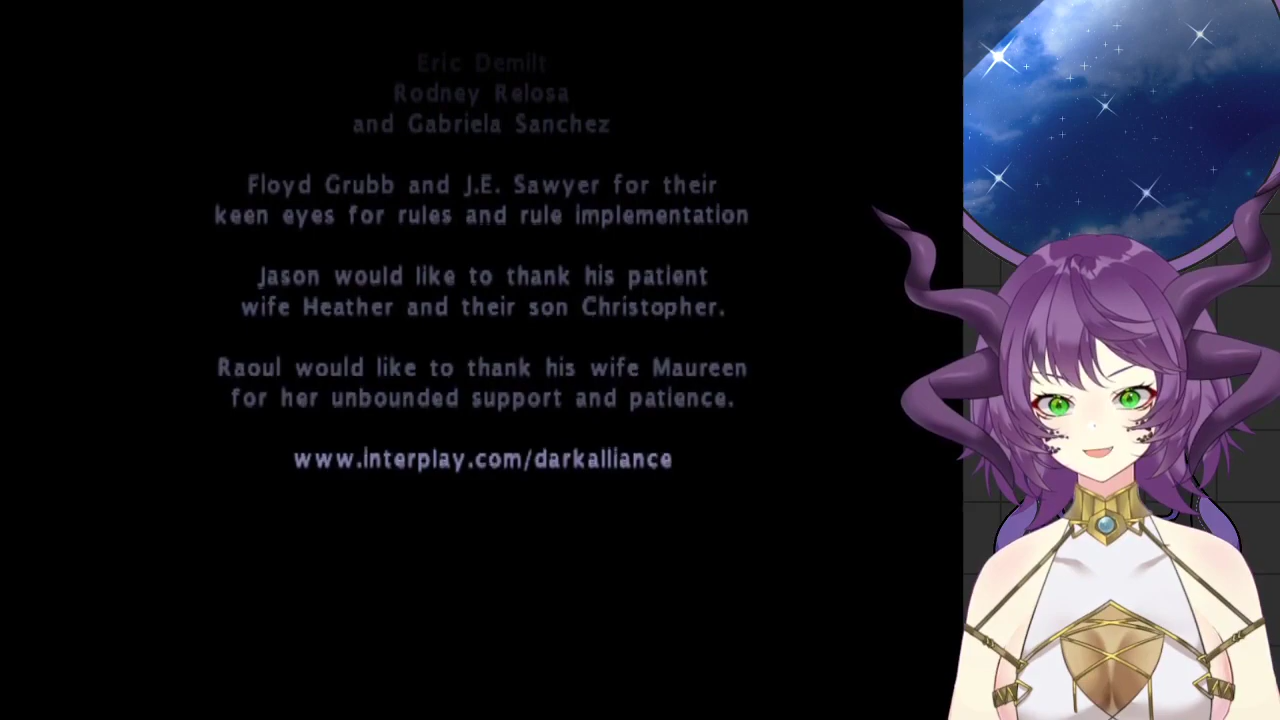 Eric Demilt
Rodney Relosa
and Gabriela Sanchez
Floyd Grubb and J.E. Sawyer for their
keen eyes for rules and rule implementation
Jason would like to thank his patient
wife Heather and their son Christopher.
Raoul would like to thank his wife Maureen
for her unbounded support and patience.
www.interplay.com/darkalliance